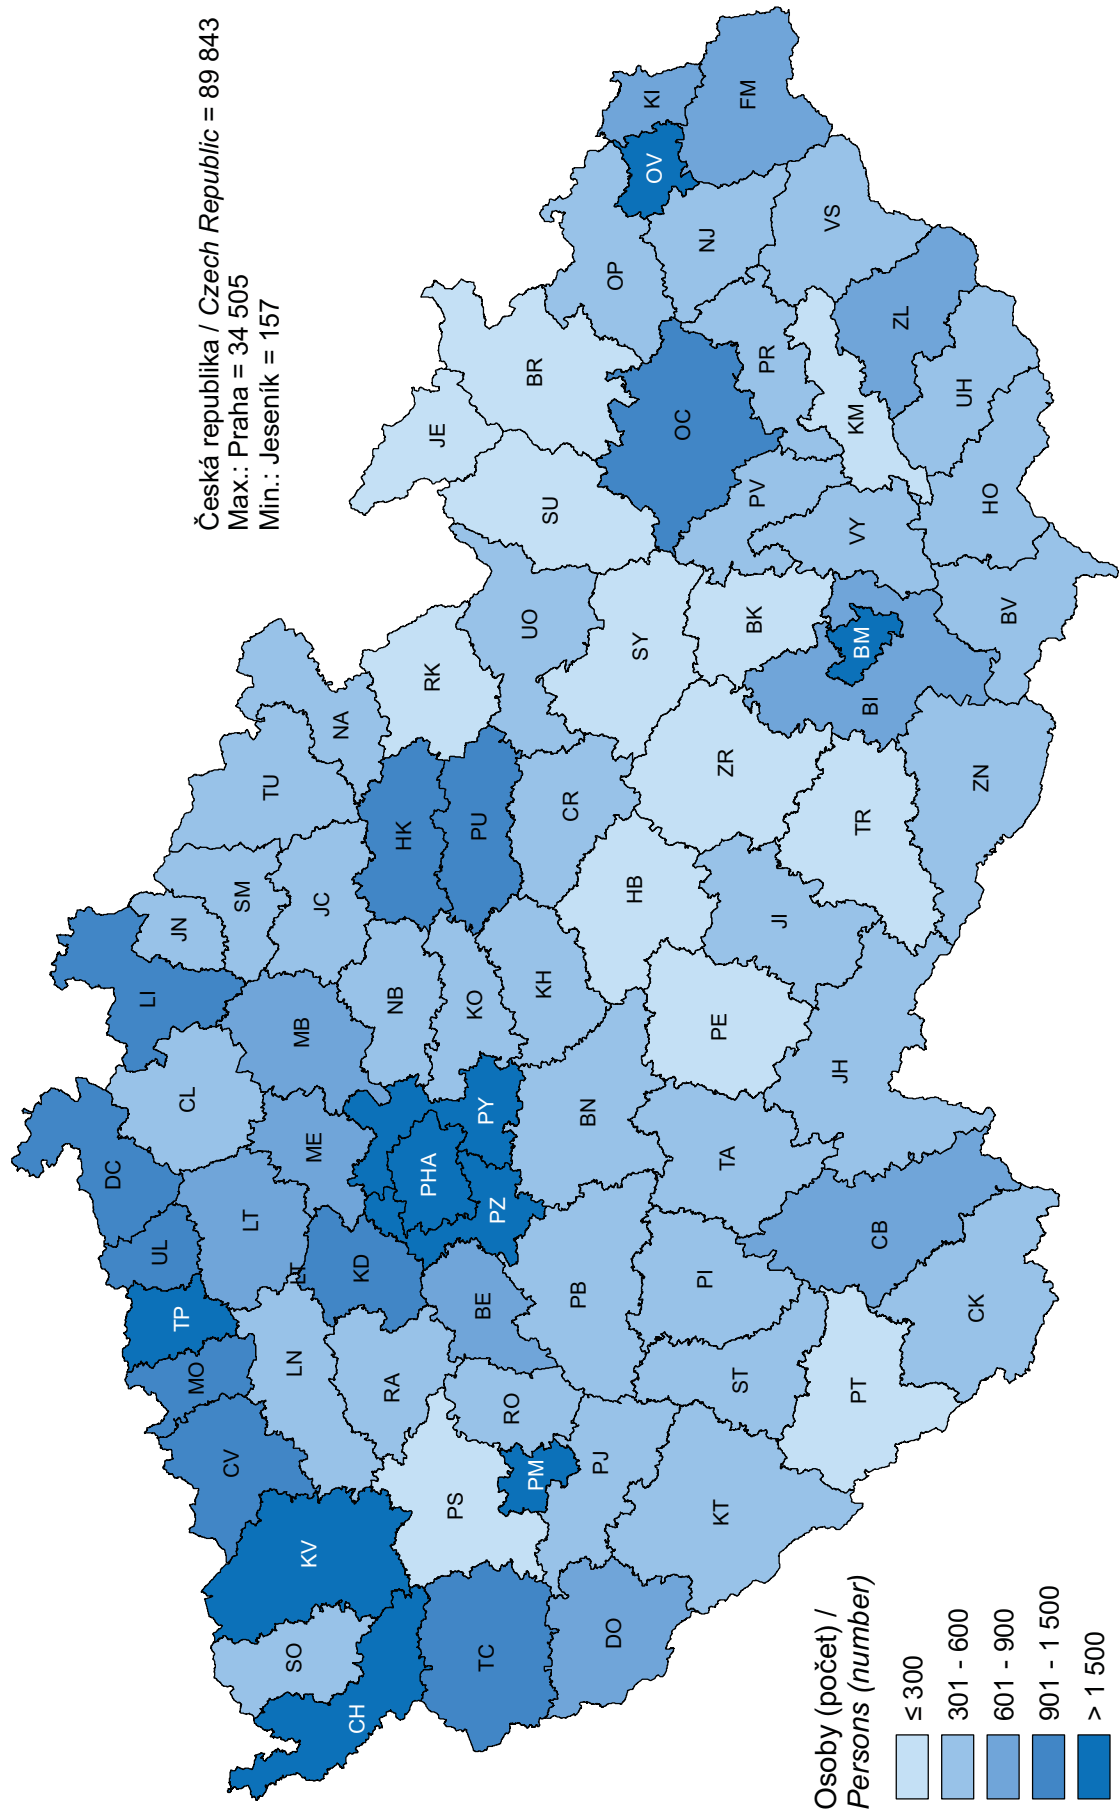 Česká republika / Czech Republic = 89 843
Max.: Praha = 34 505
Min.: Jeseník = 157
DC
LI
JN
UL
CL
SM
TU
TP
LT
MB
JC
NA
MO
ME
LT
CV
LN
KD
NB
HK
RK
JE
KV
RA
PHA
PY
KO
PU
UO
SU
BR
SO
CH
PS
RO
BE
PZ
KH
CR
SY
OP
OV
KI
TC
PM
PJ
PB
BN
HB
ZR
BK
OC
NJ
FM
DO
KT
ST
PI
TA
PE
JI
TR
BI
BM
PV
PR
VS
PT
CB
JH
ZN
VY
KM
ZL
CK
BV
HO
UH
Osoby (počet) /
Persons (number)
≤ 300
301 - 600
601 - 900
901 - 1 500
> 1 500